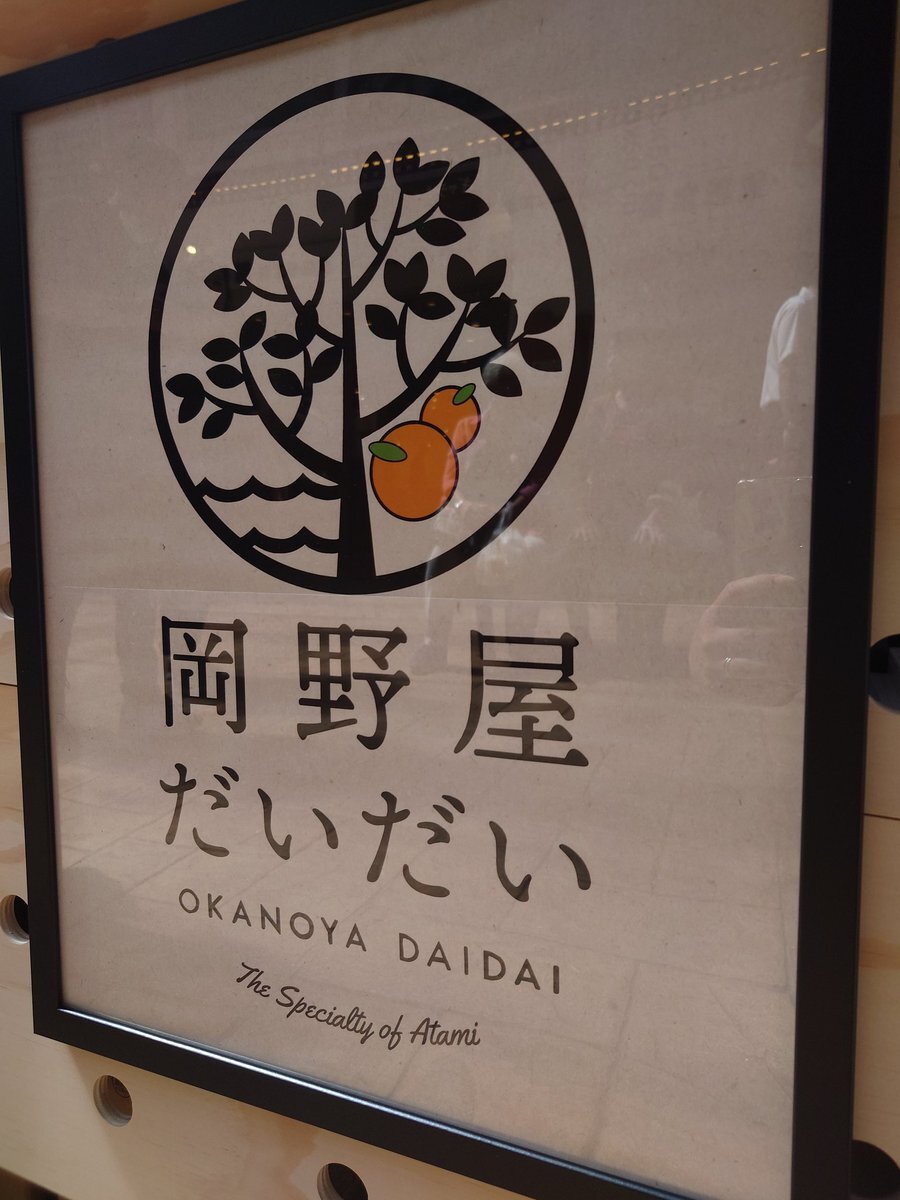 岡野屋
だいだい
OKANOYA DAIDAI
The Specialty of Atami